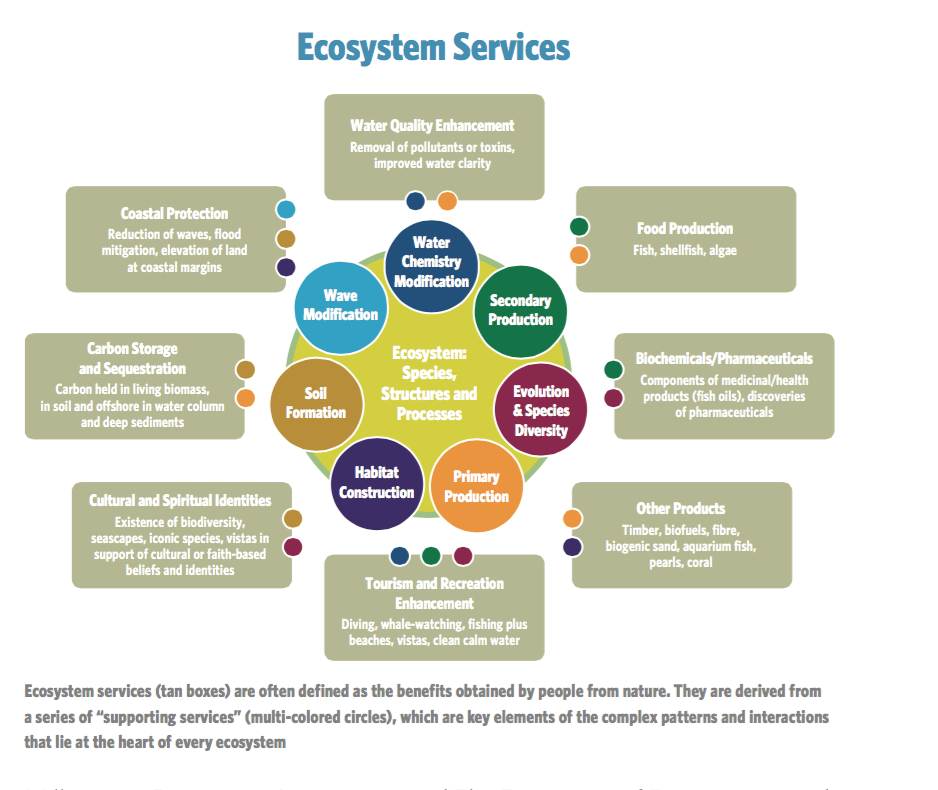 Ecosystem Services
Water Quality Enhancement
Removal of pollutants or toxins,
improved water clarity
Coastal Protection
Reduction of waves, flood
mitigation, elevation of land
at coastal margins
Food Production
Fish, shellfish, algae
Water
Chemistry
Modification
Wave
Modification
Secondary
Production
Carbon Storage
and Sequestration
Carbon held in living biomass,
in soil and offshore in water column
and deep sediments
Ecosystem:
Species,
Structures and
Processes
Biochemicals/Pharmaceuticals
Components of medicinal/health
products (fish oils), discoveries
of pharmaceuticals
Soil
Formation
Evolution
& Species
Diversity
Habitat
Construction
Primary
Production
Cultural and Spiritual Identities
Existence of biodiversity,
seascapes, iconic species, vistas in
support of cultural or faith-based
beliefs and identities
Other Products
Timber, biofuels, fibre,
biogenic sand, aquarium fish,
pearls, coral
Tourism and Recreation
Enhancement
Diving, whale-watching, fishing plus
beaches, vistas, clean calm water
Ecosystem services (tan boxes) are often defined as the benefits obtained by people from nature. They are derived from
a series of “supporting services” (multi-colored circles), which are key elements of the complex patterns and interactions
that lie at the heart of every ecosystem